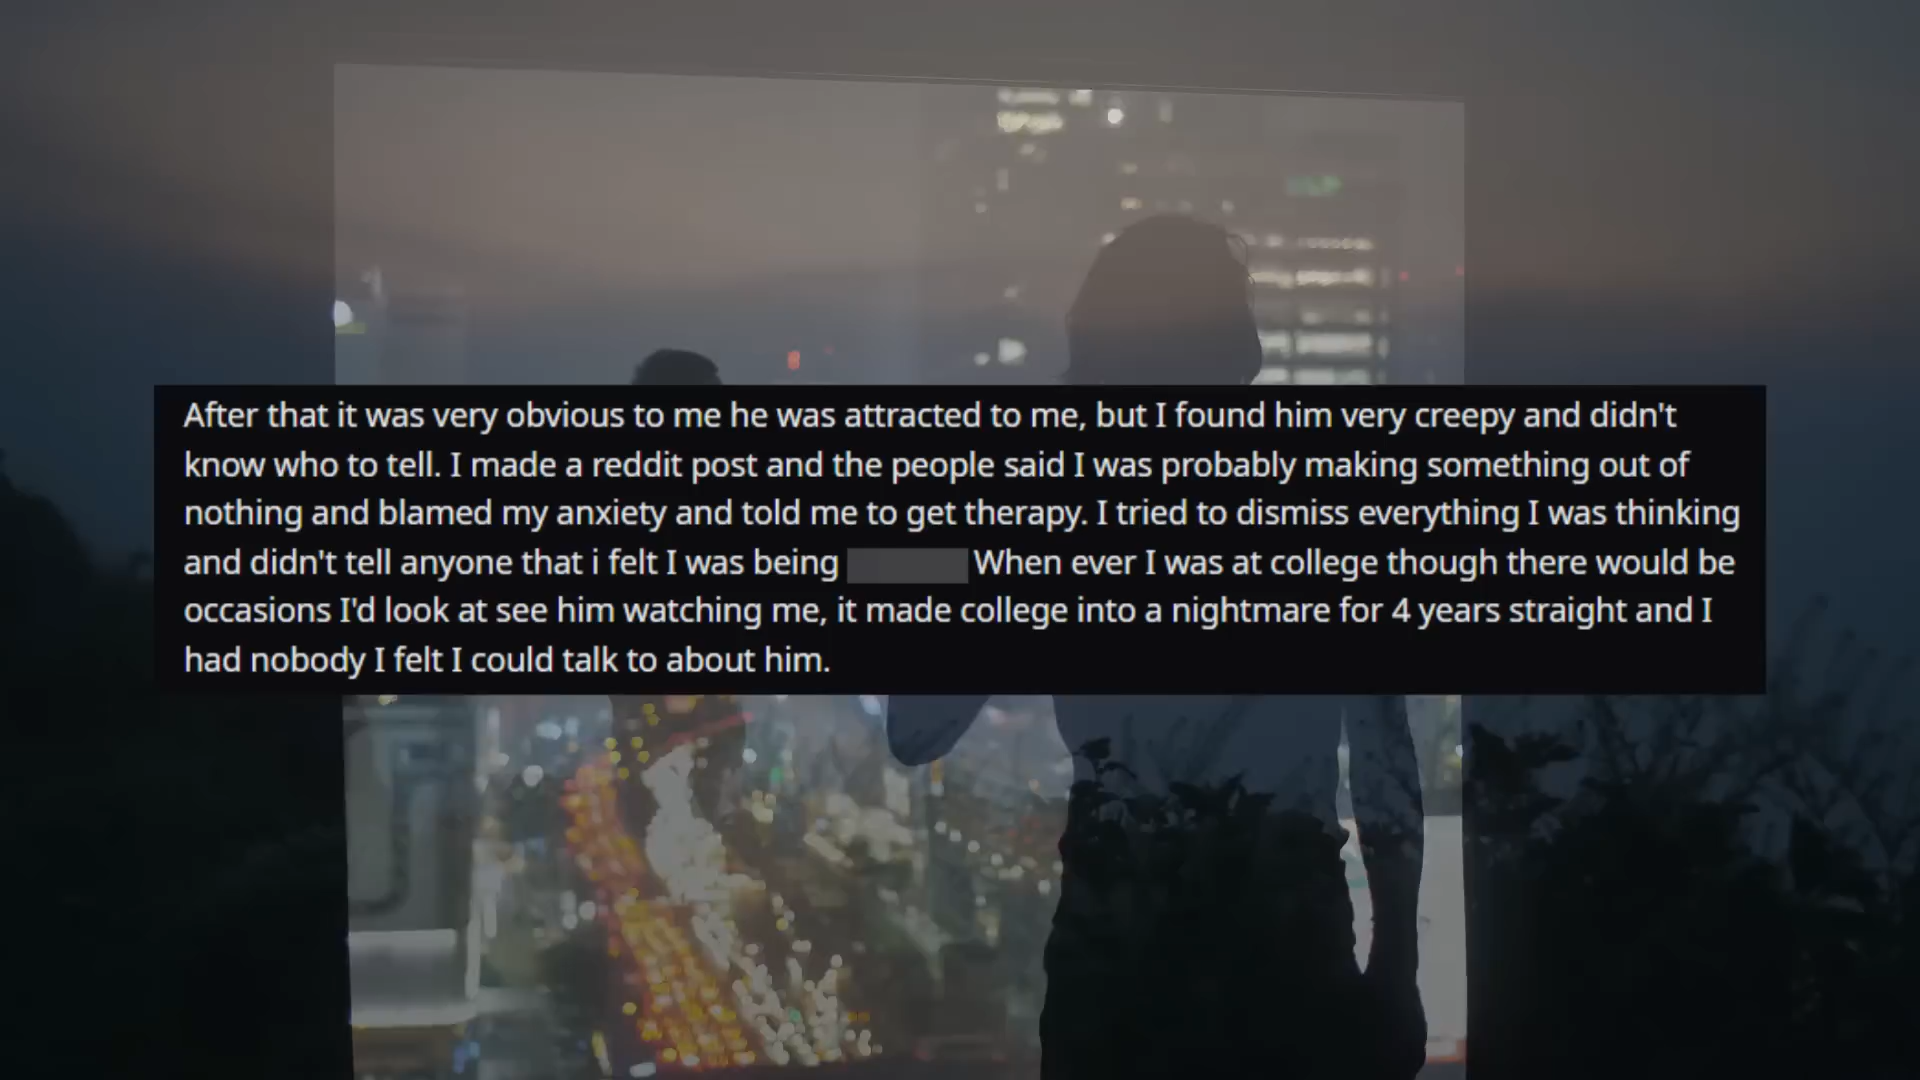 After that it was very obvious to me he was attracted to me, but I found him very creepy and didn't
know who to tell. I made a reddit post and the people said I was probably making something out of
nothing and blamed my anxiety and told me to get therapy. I tried to dismiss everything I was thinking
and didn't tell anyone that i felt I was being When ever I was at college though there would be
occasions I'd look at see him watching me, it made college into a nightmare for 4 years straight and I
had nobody I felt I could talk to about him.